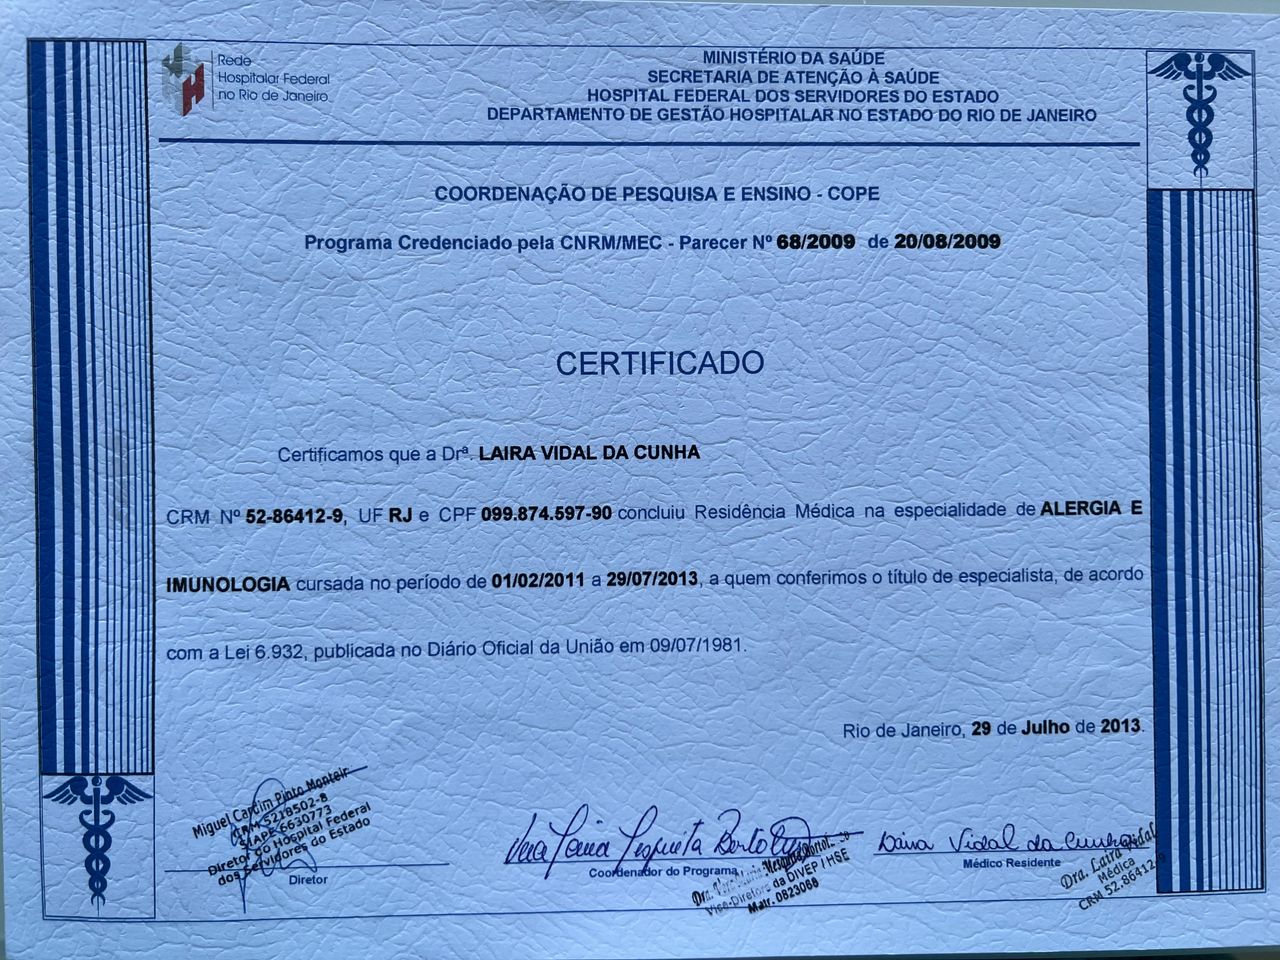 Rede
Hospitalar Federal
no Rio de Janeiro
MINISTÉRIO DA SAÚDE
SECRETARIA DE ATENÇÃO À SAÚDE
HOSPITAL FEDERAL DOS SERVIDORES DO ESTADO
DEPARTAMENTO DE GESTÃO HOSPITALAR NO ESTADO DO RIO DE JANEIRO
COORDENAÇÃO DE PESQUISA E ENSINO - COPE
Programa Credenciado pela CNRM/MEC - Parecer Nº 68/2009 de 20/08/2009
CERTIFICADO
Certificamos que a Drª. LAIRA VIDAL DA CUNHA
CRM Nº 52-86412-9, UF RJ e CPF 099.874.597-90 concluiu Residência Médica na especialidade de ALERGIA E
IMUNOLOGIA cursada no período de 01/02/2011 a 29/07/2013, a quem conferimos o título de especialista, de acordo
com a Lei 6.932, publicada no Diário Oficial da União em 09/07/1981.
Rio de Janeiro, 29 de Julho de 2013.
Miguel Cardim Pinto Monteir
CRM 5218502-8
SIAPE 6630773
Diretor do Hospital Federal
dos Servidores do Estado
Diretor
Coordenador do Programa
Vice-Diretora da DIVEP / HSE
Matr. 0823068
Vidal da Cunha
Médico Residente
Dra. Laira Vidal
Médica
CRM 52.86412-9